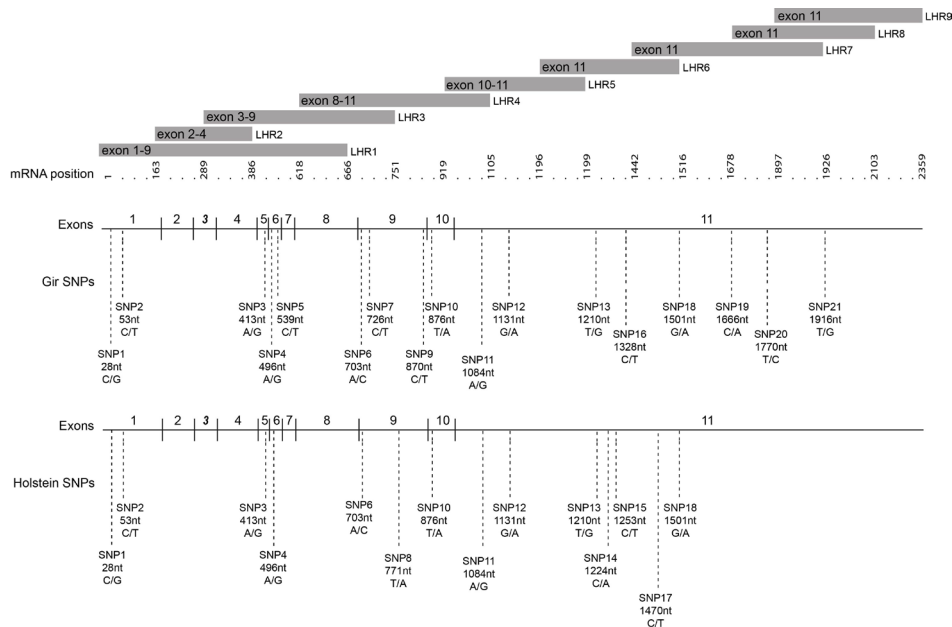 exon 11 LHR9
exon 11 LHR8
exon 11 LHR7
exon 11 LHR6
exon 10-11 LHR5
exon 8-11 LHR4
exon 3-9 LHR3
exon 2-4 LHR2
exon 1-9 LHR1
mRNA position 1 163 289 386 618 666 751 919 1105 1196 1199 1442 1516 1678 1897 1926 2103 2359
Exons 1 2 3 4 5 6 7 8 9 10 11
Gir SNPs
SNP2 SNP3 SNP5 SNP7 SNP10 SNP12 SNP13 SNP18 SNP19 SNP21
53nt 413nt 539nt 726nt 876nt 1131nt 1210nt 1501nt 1666nt 1916nt
C/T A/G C/T C/T T/A G/A T/G G/A C/A T/G
SNP16 SNP20
1328nt 1770nt
C/T T/C
SNP1 SNP4 SNP6 SNP9 SNP11
28nt 496nt 703nt 870nt 1084nt
C/G A/G A/C C/T A/G
Exons 1 2 3 4 5 6 7 8 9 10 11
Holstein SNPs
SNP2 SNP3 SNP6 SNP10 SNP12 SNP13 SNP15 SNP18
53nt 413nt 703nt 876nt 1131nt 1210nt 1253nt 1501nt
C/T A/G A/C T/A G/A T/G C/T G/A
SNP1 SNP4 SNP8 SNP11 SNP14
28nt 496nt 771nt 1084nt 1224nt
C/G A/G T/A A/G C/A
SNP17
1470nt
C/T